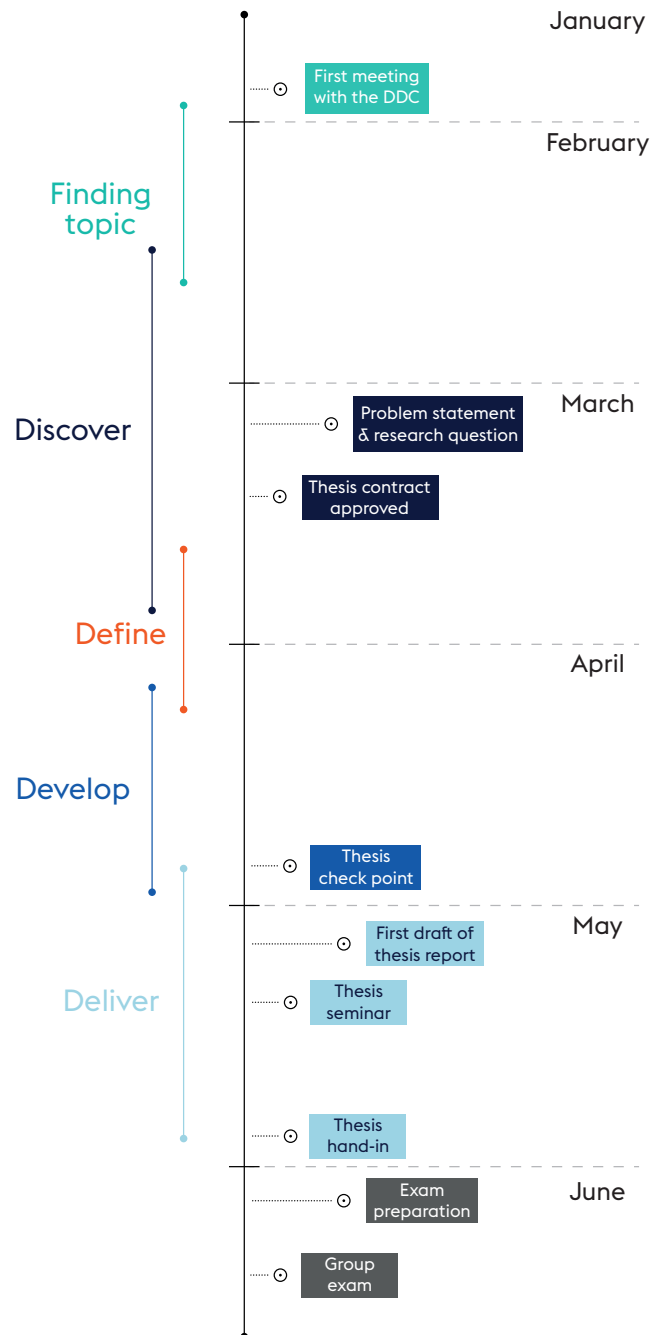 January
First meeting
with the DDC
February
Finding
topic
March
Problem statement
& research question
Discover
Thesis contract
approved
Define
April
Develop
Thesis
check point
May
First draft of
thesis report
Deliver
Thesis
seminar
Thesis
hand-in
June
Exam
preparation
Group
exam